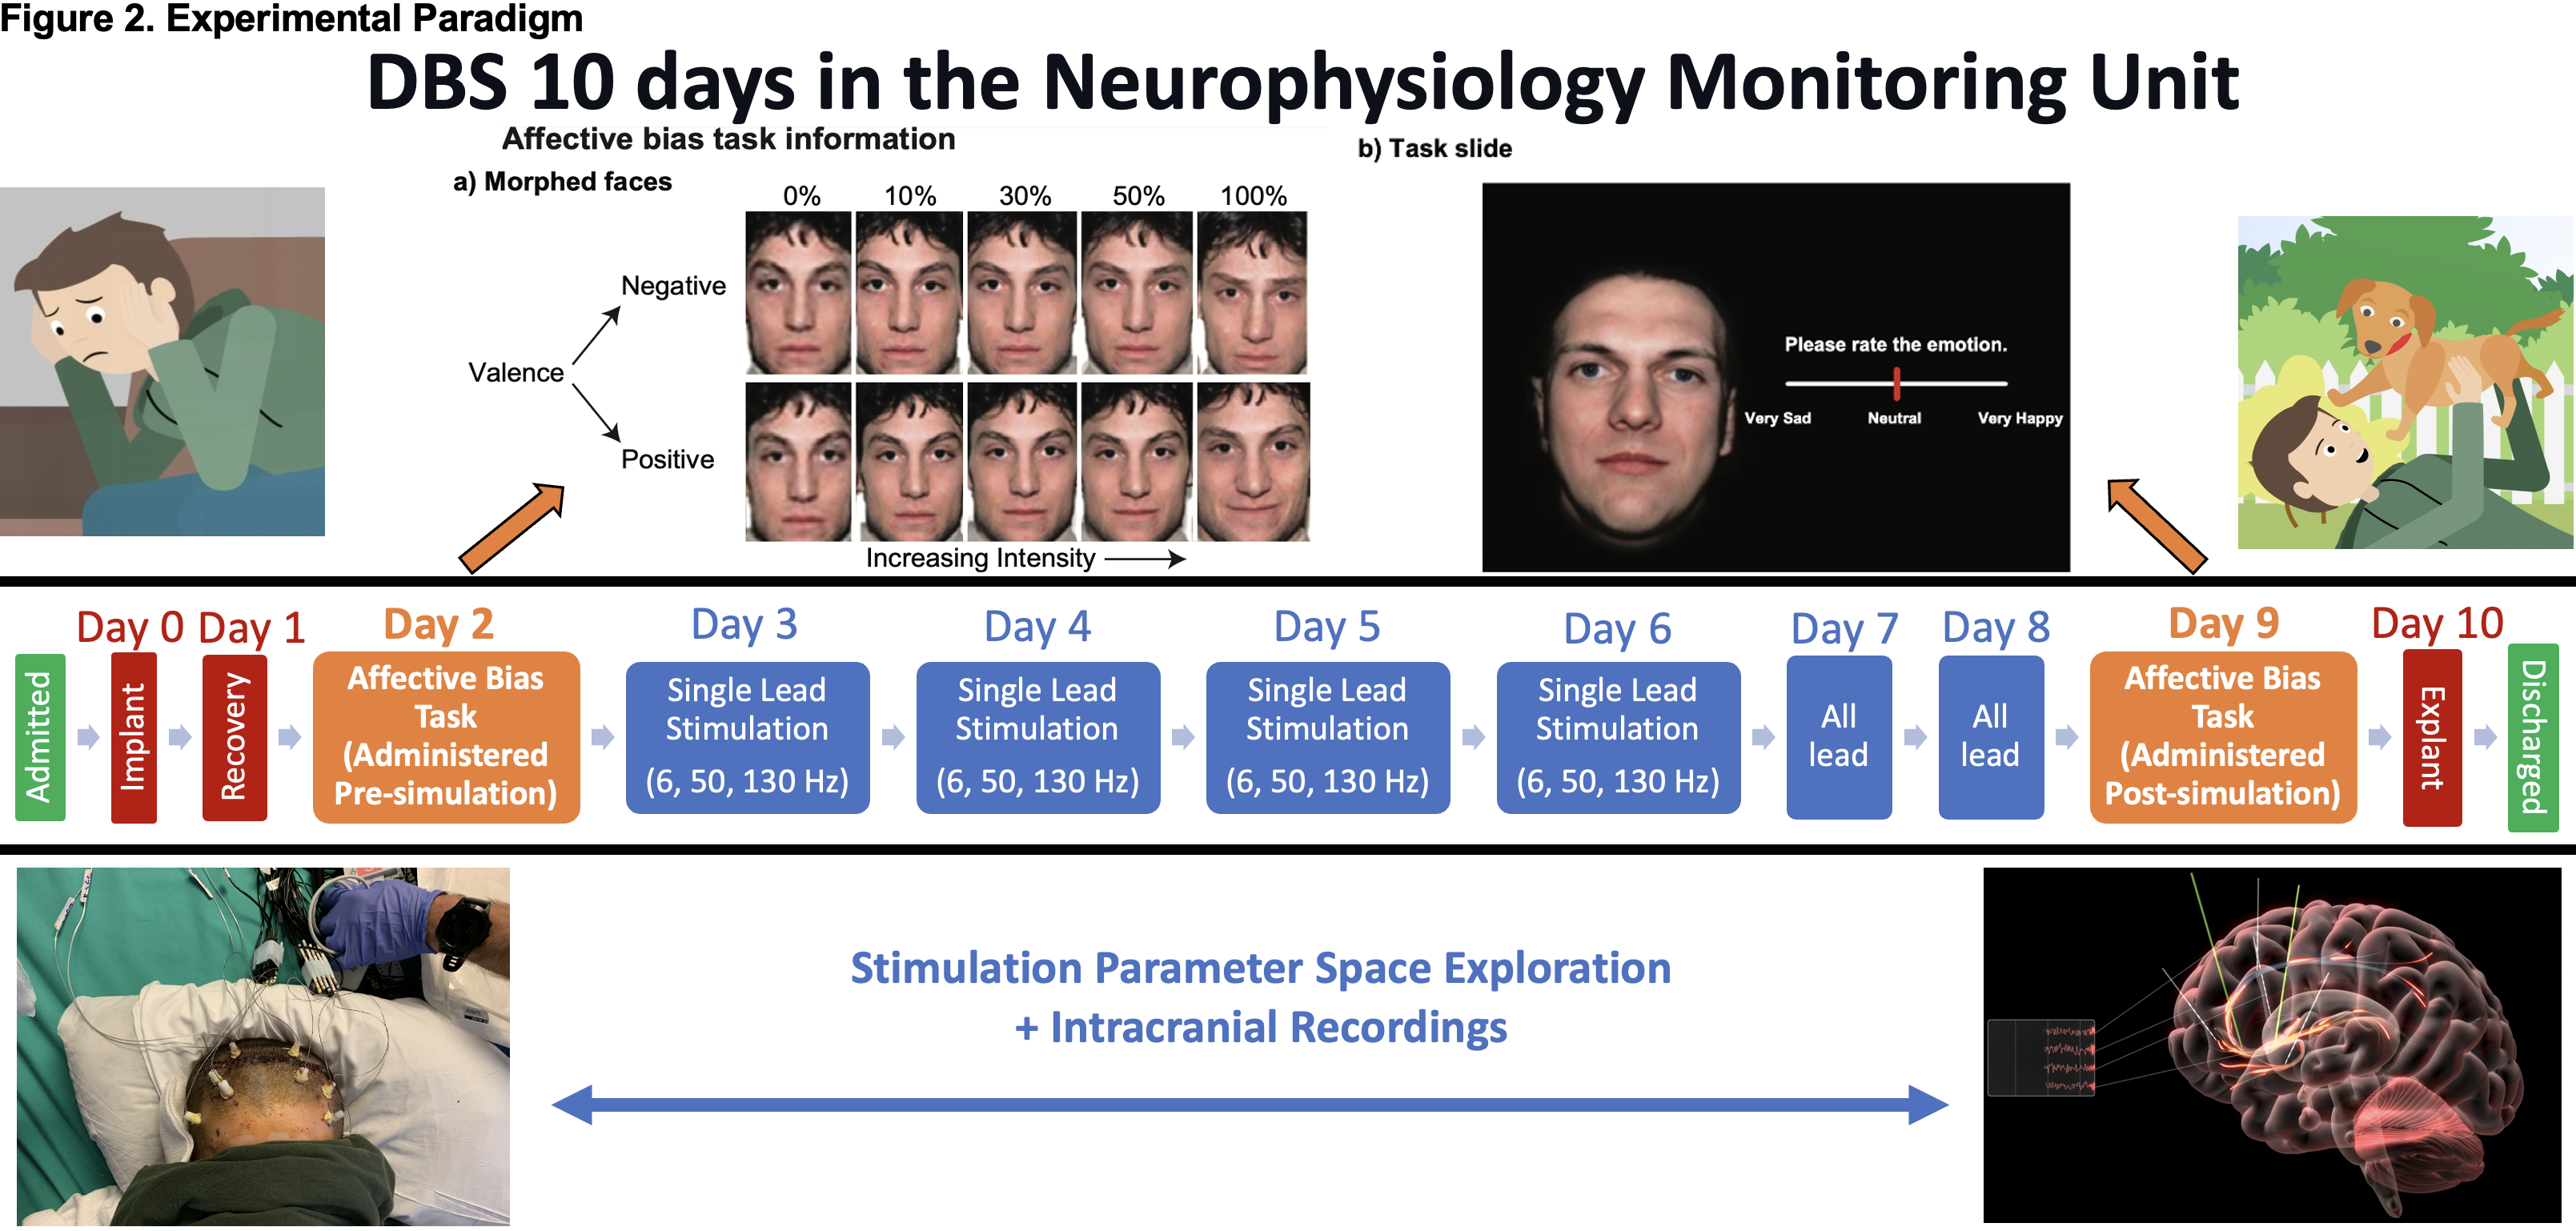 Figure 2. Experimental Paradigm
DBS 10 days in the Neurophysiology Monitoring Unit
Affective bias task information
a) Morphed faces
0% 10% 30% 50% 100%
Negative
Valence
Positive
Increasing Intensity
b) Task slide
Please rate the emotion.
Very Sad Neutral Very Happy
Admitted
Day 0
Implant
Day 1
Recovery
Day 2
Affective Bias
Task
(Administered
Pre-simulation)
Day 3
Single Lead
Stimulation
(6, 50, 130 Hz)
Day 4
Single Lead
Stimulation
(6, 50, 130 Hz)
Day 5
Single Lead
Stimulation
(6, 50, 130 Hz)
Day 6
Single Lead
Stimulation
(6, 50, 130 Hz)
Day 7
All
lead
Day 8
All
lead
Day 9
Affective Bias
Task
(Administered
Post-simulation)
Day 10
Explant
Discharged
Stimulation Parameter Space Exploration
+ Intracranial Recordings